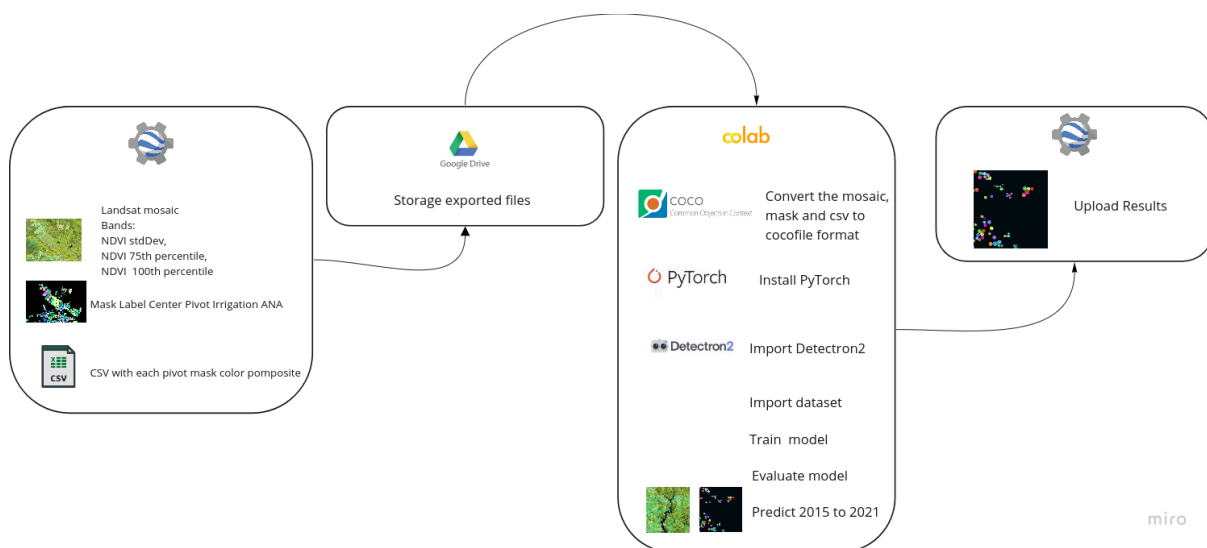 Landsat mosaic
Bands:
NDVI stdDev,
NDVI 75th percentile,
NDVI 100th percentile
Mask Label Center Pivot Irrigation ANA
CSV
CSV with each pivot mask color pomposite
Google Drive
Storage exported files
colab
COCO
Common Objects in Context
Convert the mosaic,
mask and csv to
cocofile format
PyTorch
Install PyTorch
Detectron2
Import Detectron2
Import dataset
Train model
Evaluate model
Predict 2015 to 2021
Upload Results
miro